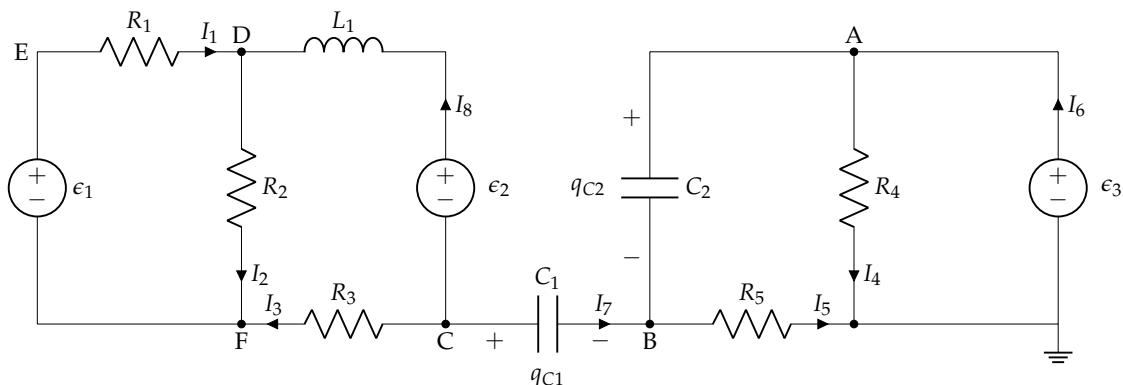 R1 I1 D L1 A
E
I8 I6
+
+ − ϵ1 R2 + − ϵ2 qC2 C2 R4 + − ϵ3
−
I2 C1 I4
I3 R3 I7 R5 I5
F C + − B
qC1